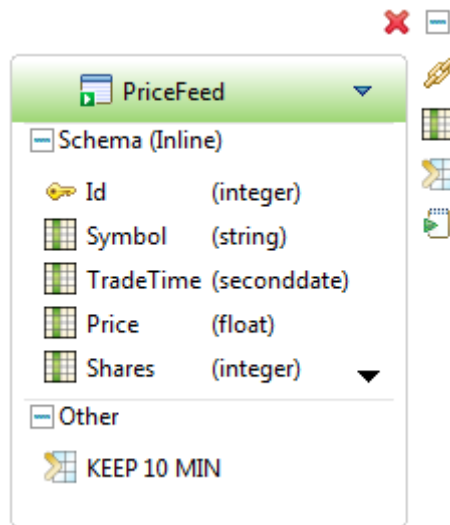 PriceFeed
Schema (Inline)
Id (integer)
Symbol (string)
TradeTime (seconddate)
Price (float)
Shares (integer)
Other
KEEP 10 MIN